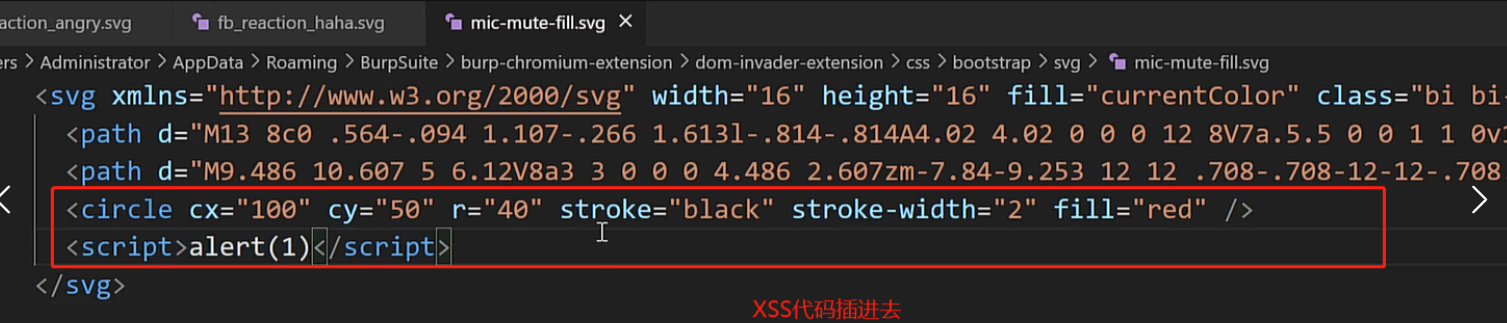 action_angry.svg fb_reaction_haha.svg mic-mute-fill.svg ×
ers > Administrator > AppData > Roaming > BurpSuite > burp-chromium-extension > dom-invader-extension > css > bootstrap > svg > mic-mute-fill.svg
<svg xmlns="http://www.w3.org/2000/svg" width="16" height="16" fill="currentColor" class="bi bi-
<path d="M13 8c0 .564-.094 1.107-.266 1.613l-.814-.814A4.02 4.02 0 0 0 12 8V7a.5.5 0 0 1 1 0v1
<path d="M9.486 10.607 5 6.12V8a3 3 0 0 0 4.486 2.607zm-7.84-9.253 12 12 .708-.708-12-12-.708
<circle cx="100" cy="50" r="40" stroke="black" stroke-width="2" fill="red" />
<script>alert(1)</script>
</svg>
XSS代码插进去